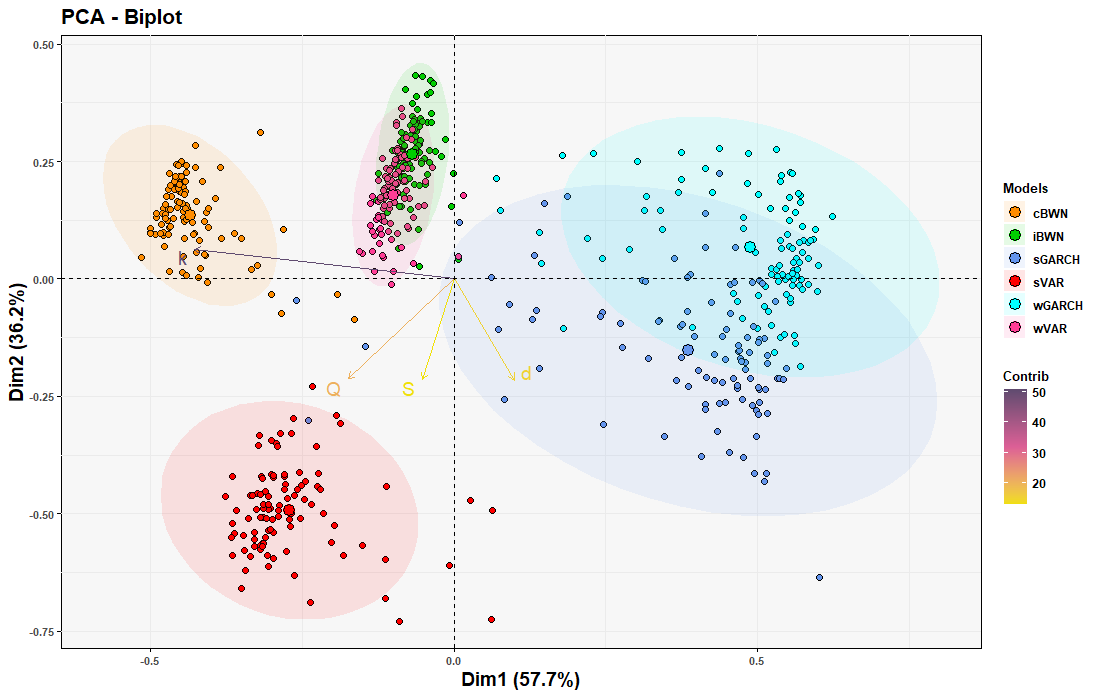 PCA - Biplot
0.50
0.25
0.00
-0.25
-0.50
-0.75
Dim2 (36.2%)
k
Q
S
d
-0.5
0.0
0.5
Dim1 (57.7%)
Models
cBWN
iBWN
sGARCH
sVAR
wGARCH
wVAR
Contrib
50
40
30
20